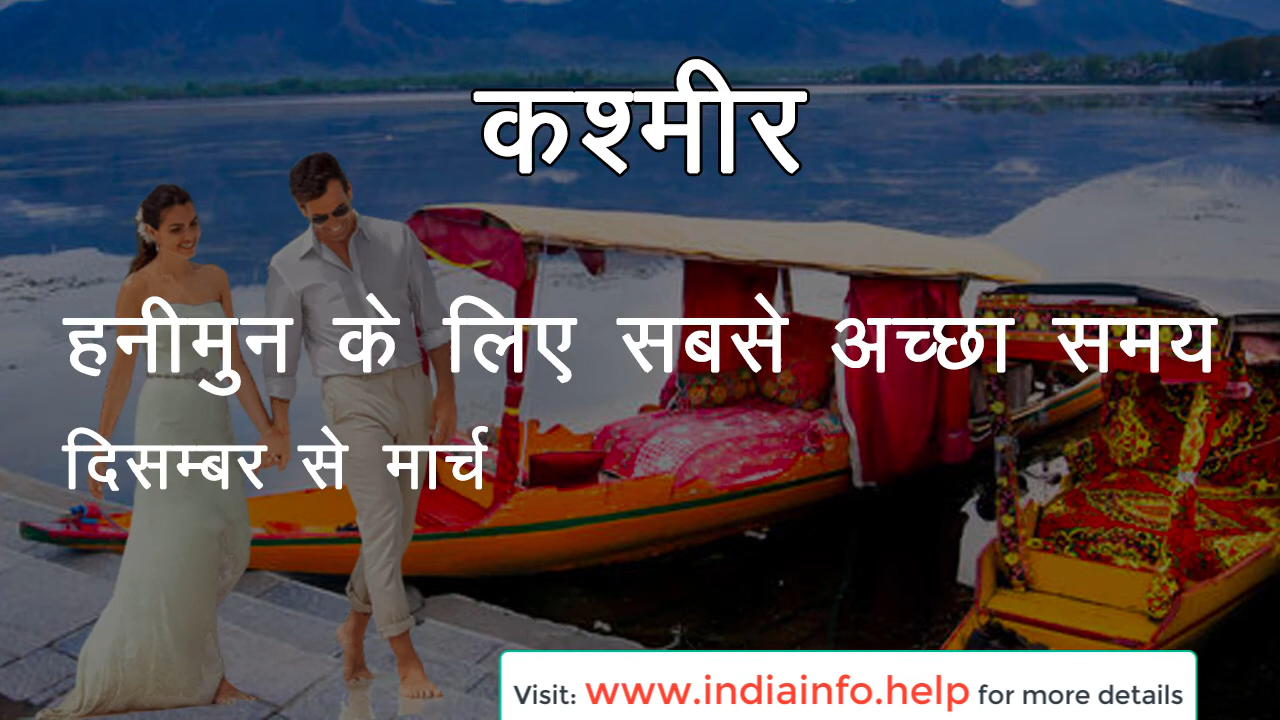 कश्मीर
हनीमुन के लिए सबसे अच्छा समय
दिसम्बर से मार्च
Visit: www.indiainfo.help for more details